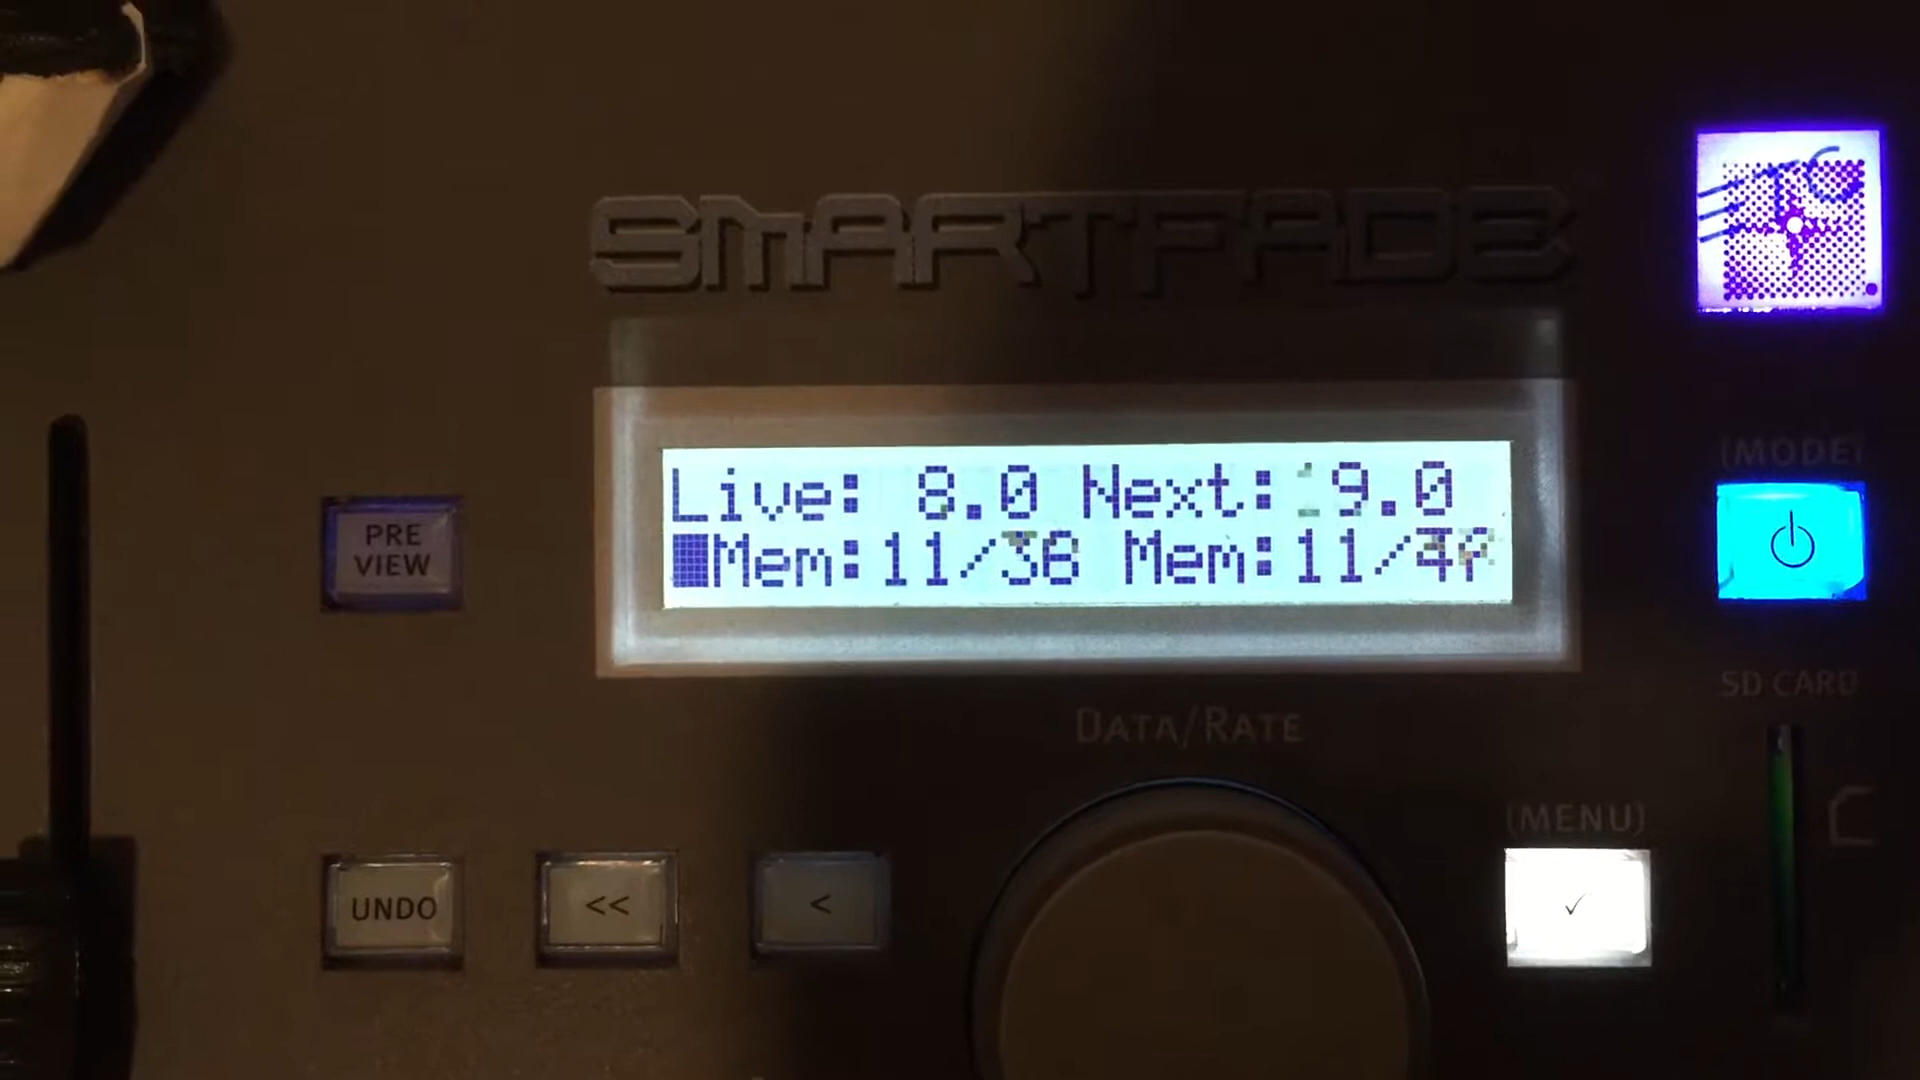 SMARTFADE
ETC
Live: 8.0 Next: 9.0
Mem:11/38 Mem:11/
(MODE)
PRE
VIEW
SD CARD
DATA/RATE
(MENU)
UNDO
<<
<
✓